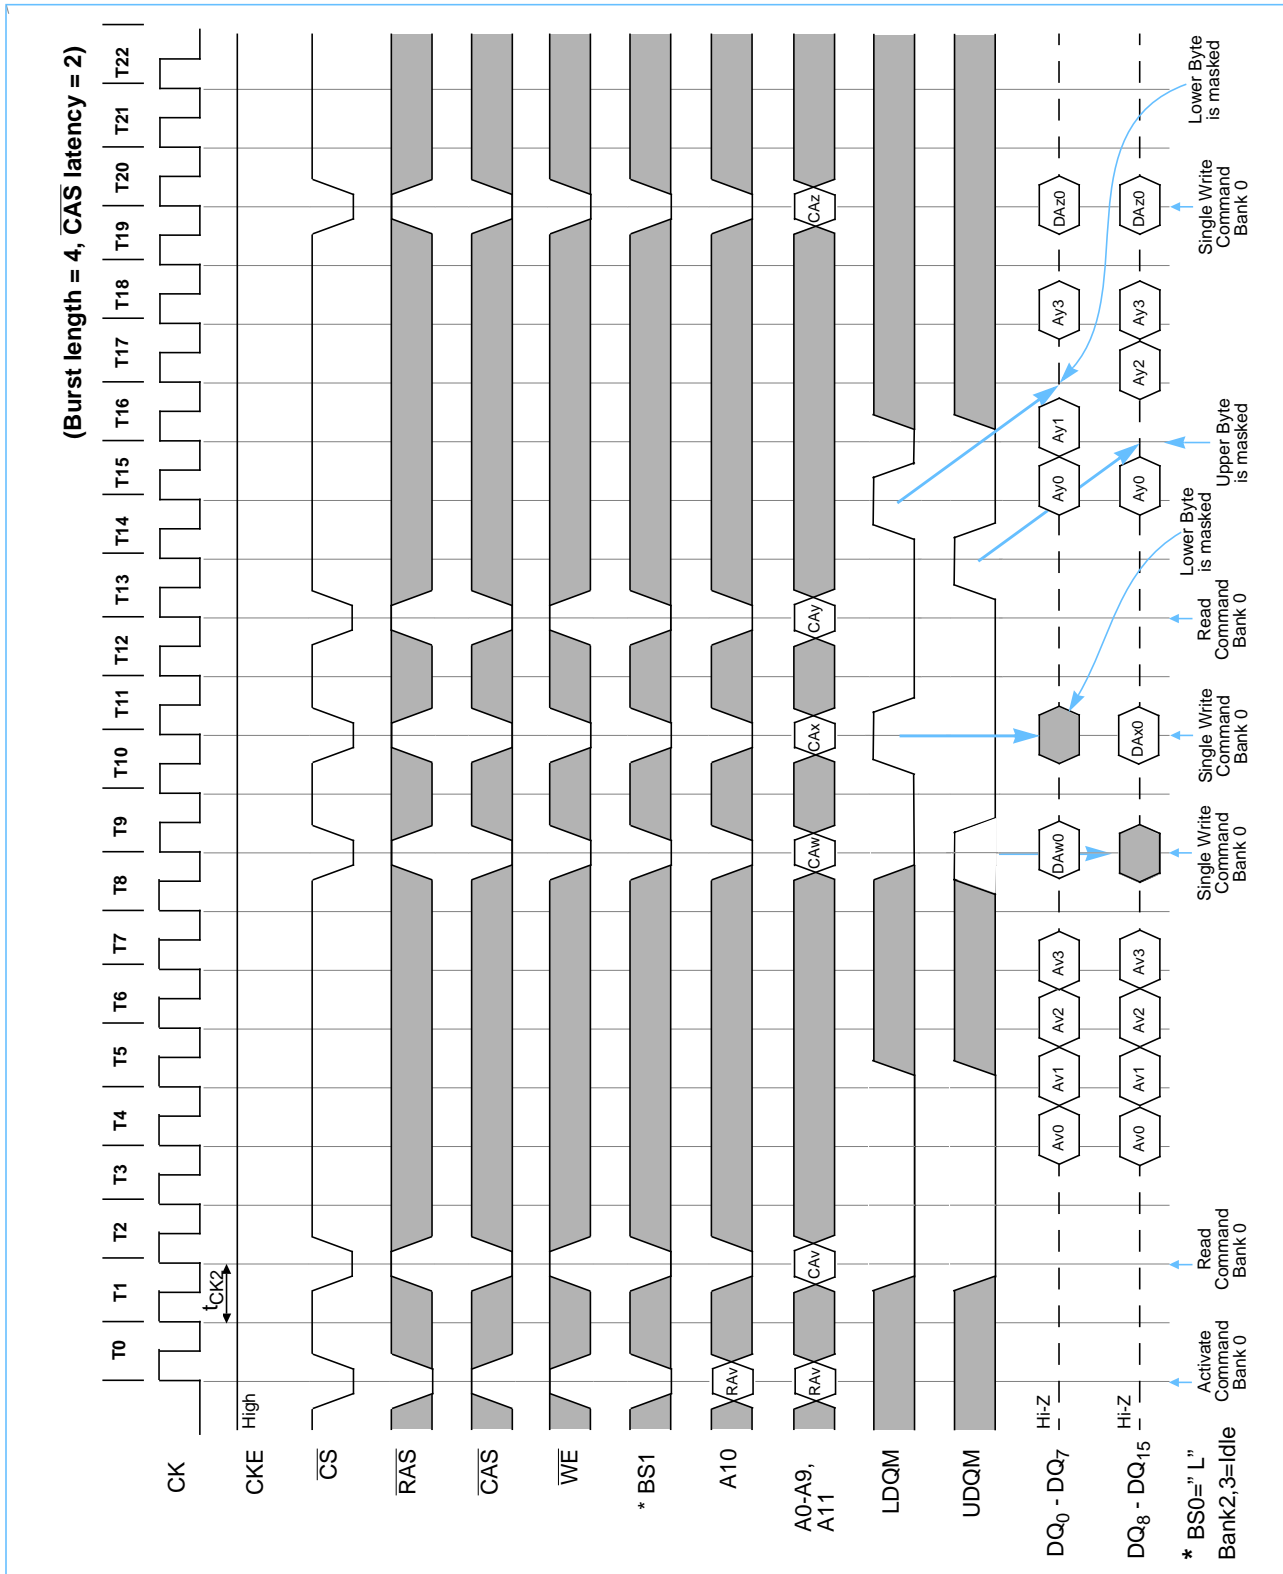 (Burst length = 4, CAS latency = 2)
T0 T1 T2 T3 T4 T5 T6 T7 T8 T9 T10 T11 T12 T13 T14 T15 T16 T17 T18 T19 T20 T21 T22
CK
tCK2
CKE
High
CS
RAS
CAS
WE
* BS1
A10
RAv
A0-A9,
A11
RAv CAv CAw CAx CAy CAz
LDQM
UDQM
DQ0 - DQ7
Hi-Z Av0 Av1 Av2 Av3 DAw0 Ay0 Ay1 Ay3 DAz0
DQ8 - DQ15
Hi-Z Av0 Av1 Av2 Av3 DAx0 Ay0 Ay2 Ay3 DAz0
* BS0=” L”
Bank2,3=Idle
Activate
Command
Bank 0
Read
Command
Bank 0
Single Write
Command
Bank 0
Single Write
Command
Bank 0
Read
Command
Bank 0
Lower Byte
is masked
Upper Byte
is masked
Single Write
Command
Bank 0
Lower Byte
is masked